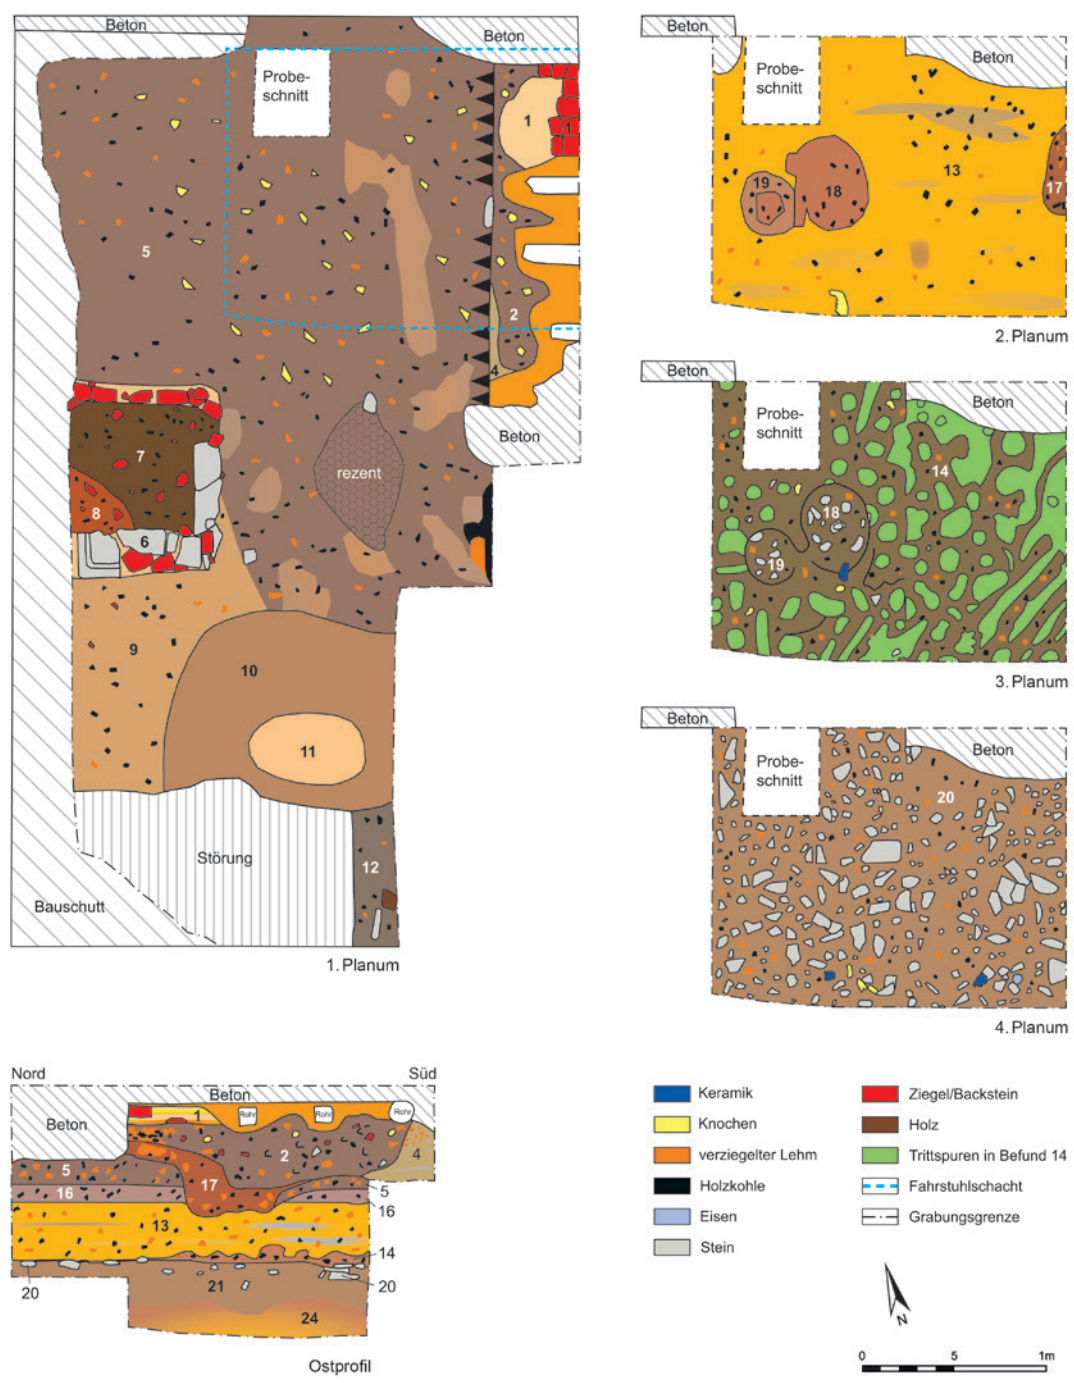 Beton
Beton
Probe-
schnitt
1
1
5
2
4
Beton
7
rezent
8
6
9
10
11
Störung
12
Bauschutt
1. Planum
Beton
Probe-
schnitt
Beton
13
19
18
17
2. Planum
Beton
Probe-
schnitt
Beton
14
18
19
3. Planum
Beton
Probe-
schnitt
Beton
20
4. Planum
Nord
Süd
Beton
Beton
1
Rohr
Rohr
Rohr
2
4
5
17
5
16
16
13
14
21
20
20
24
Ostprofil
Keramik
Knochen
verziegelter Lehm
Holzkohle
Eisen
Stein
Ziegel/Backstein
Holz
Trittspuren in Befund 14
Fahrstuhlschacht
Grabungsgrenze
N
0 5 1m